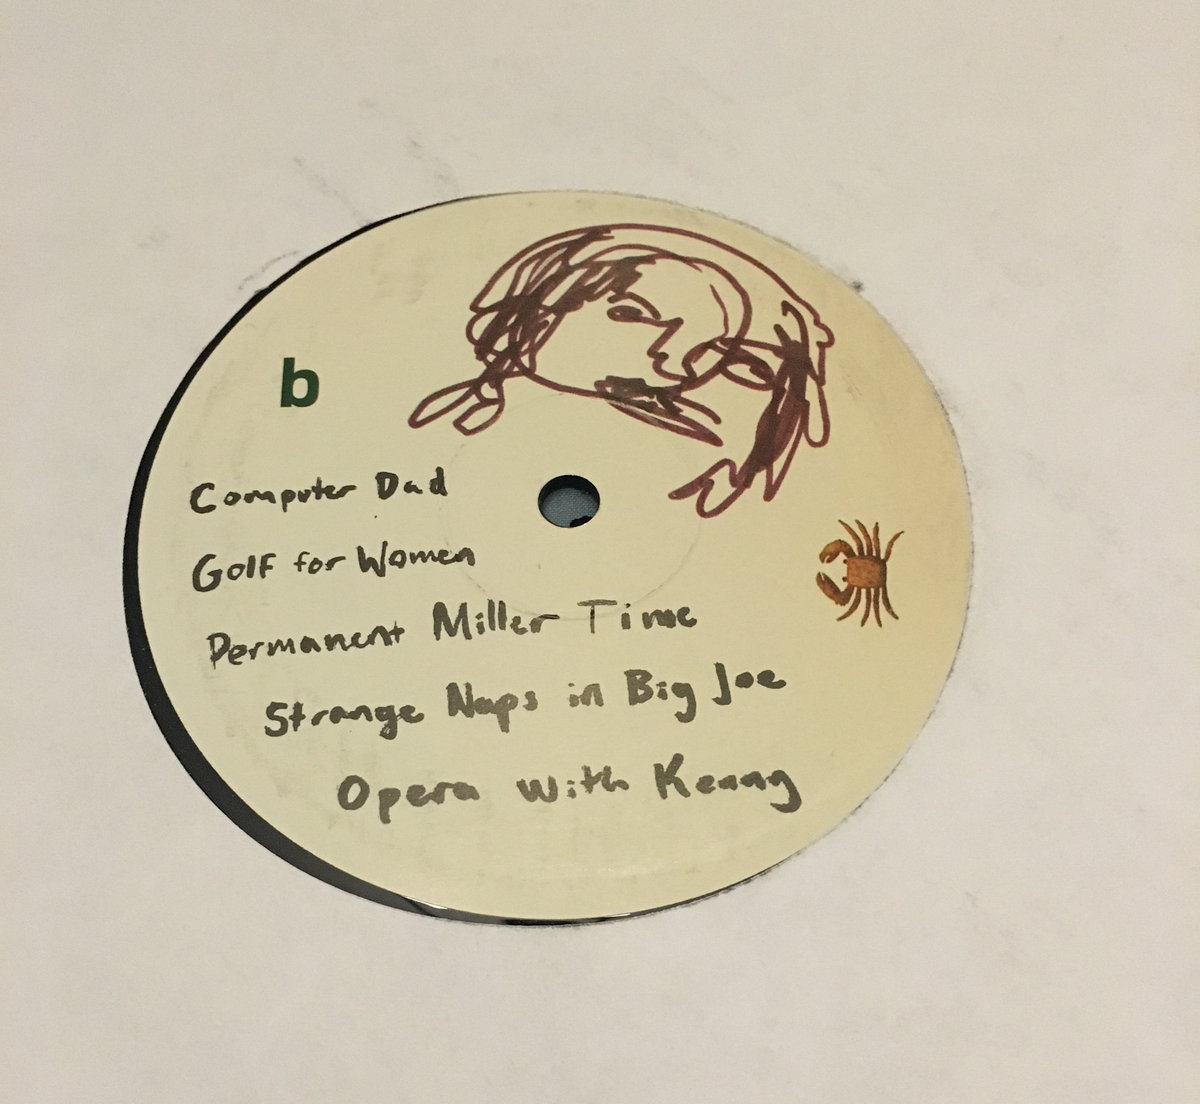 b
Computer Dad
Golf for Women
Permanent Miller Time
Strange Naps in Big Joe
Opera with Kenny